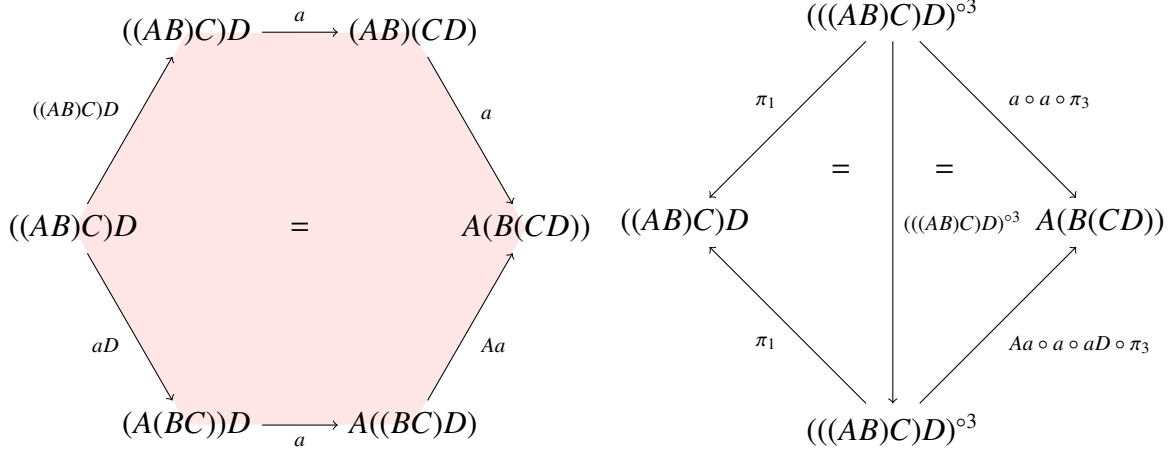 ((AB)C)D a (AB)(CD)
((AB)C)D a
((AB)C)D = A(B(CD))
aD Aa
(A(BC))D a A((BC)D)
(((AB)C)D)°³
π₁ a ∘ a ∘ π₃
= =
((AB)C)D (((AB)C)D)°³ A(B(CD))
π₁ Aa ∘ a ∘ aD ∘ π₃
(((AB)C)D)°³